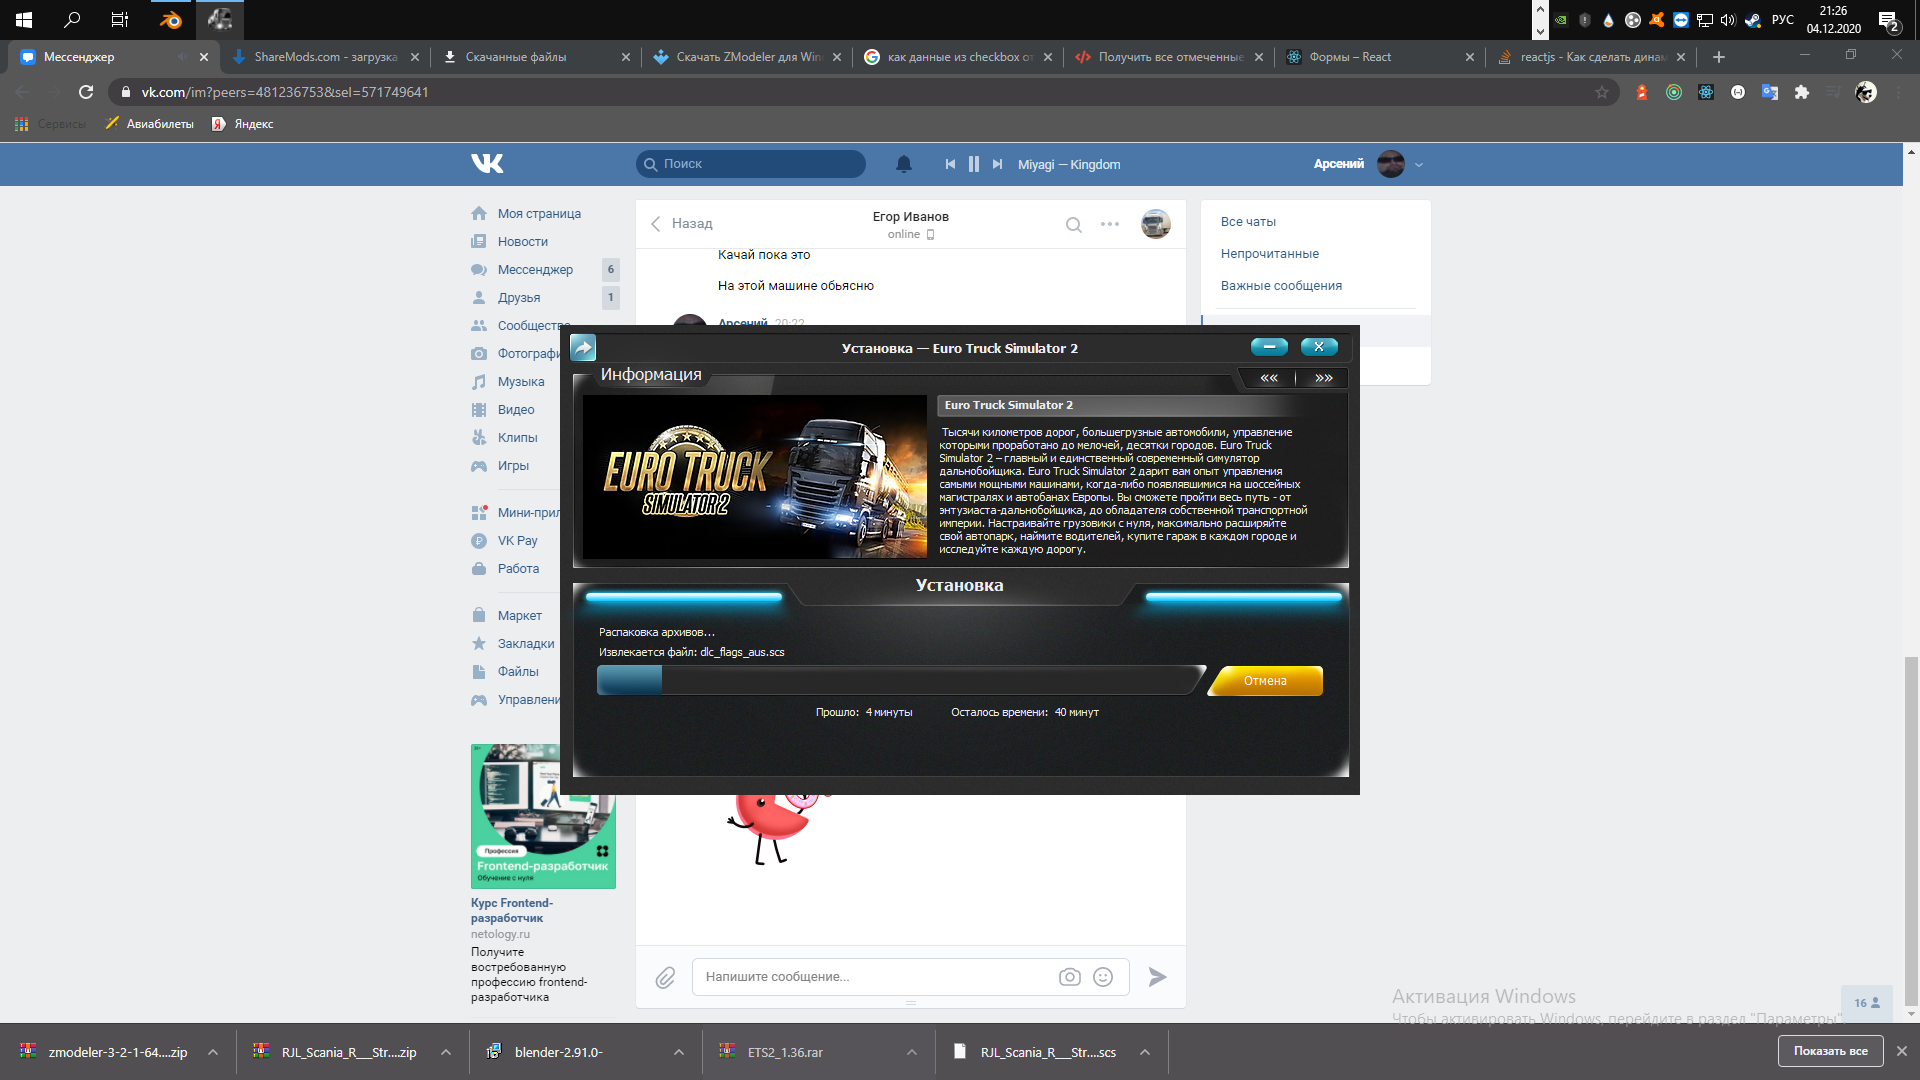 РУС
21:26
04.12.2020
2
Мессенджер
ShareMods.com - загрузка
Скачанные файлы
Скачать ZModeler для Win
как данные из checkbox от
Получить все отмеченные
Формы – React
reactjs - Как сделать динам
vk.com/im?peers=481236753&sel=571749641
Сервисы
Авиабилеты
Яндекс
Поиск
Miyagi — Kingdom
Арсений
Моя страница
Новости
Мессенджер
6
Друзья
1
Сообщества
Фотографи
Музыка
Видео
Клипы
Игры
Мини-прил
VK Pay
Работа
Маркет
Закладки
Файлы
Управлени
Назад
Егор Иванов
online
Качай пока это
На этой машине обьясню
Арсений 20:22
Все чаты
Непрочитанные
Важные сообщения
Установка — Euro Truck Simulator 2
Информация
«« »»
EURO TRUCK
SIMULATOR 2
Euro Truck Simulator 2
Тысячи километров дорог, большегрузные автомобили, управление
которыми проработано до мелочей, десятки городов. Euro Truck
Simulator 2 – главный и единственный современный симулятор
дальнобойщика. Euro Truck Simulator 2 дарит вам опыт управления
самыми мощными машинами, когда-либо появлявшимися на шоссейных
магистралях и автобанах Европы. Вы сможете пройти весь путь - от
энтузиаста-дальнобойщика, до обладателя собственной транспортной
империи. Настраивайте грузовики с нуля, максимально расширяйте
свой автопарк, наймите водителей, купите гараж в каждом городе и
исследуйте каждую дорогу.
Установка
Распаковка архивов...
Извлекается файл: dlc_flags_aus.scs
Отмена
Прошло: 4 минуты
Осталось времени: 40 минут
Профессия
Frontend-разработчик
Обучение с нуля
Курс Frontend-
разработчик
netology.ru
Получите
востребованную
профессию frontend-
разработчика
Напишите сообщение...
Активация Windows
Чтобы активировать Windows, перейдите в раздел "Параметры"
16
zmodeler-3-2-1-64....zip
RJL_Scania_R___Str....zip
blender-2.91.0-
ETS2_1.36.rar
RJL_Scania_R___Str....scs
Показать все